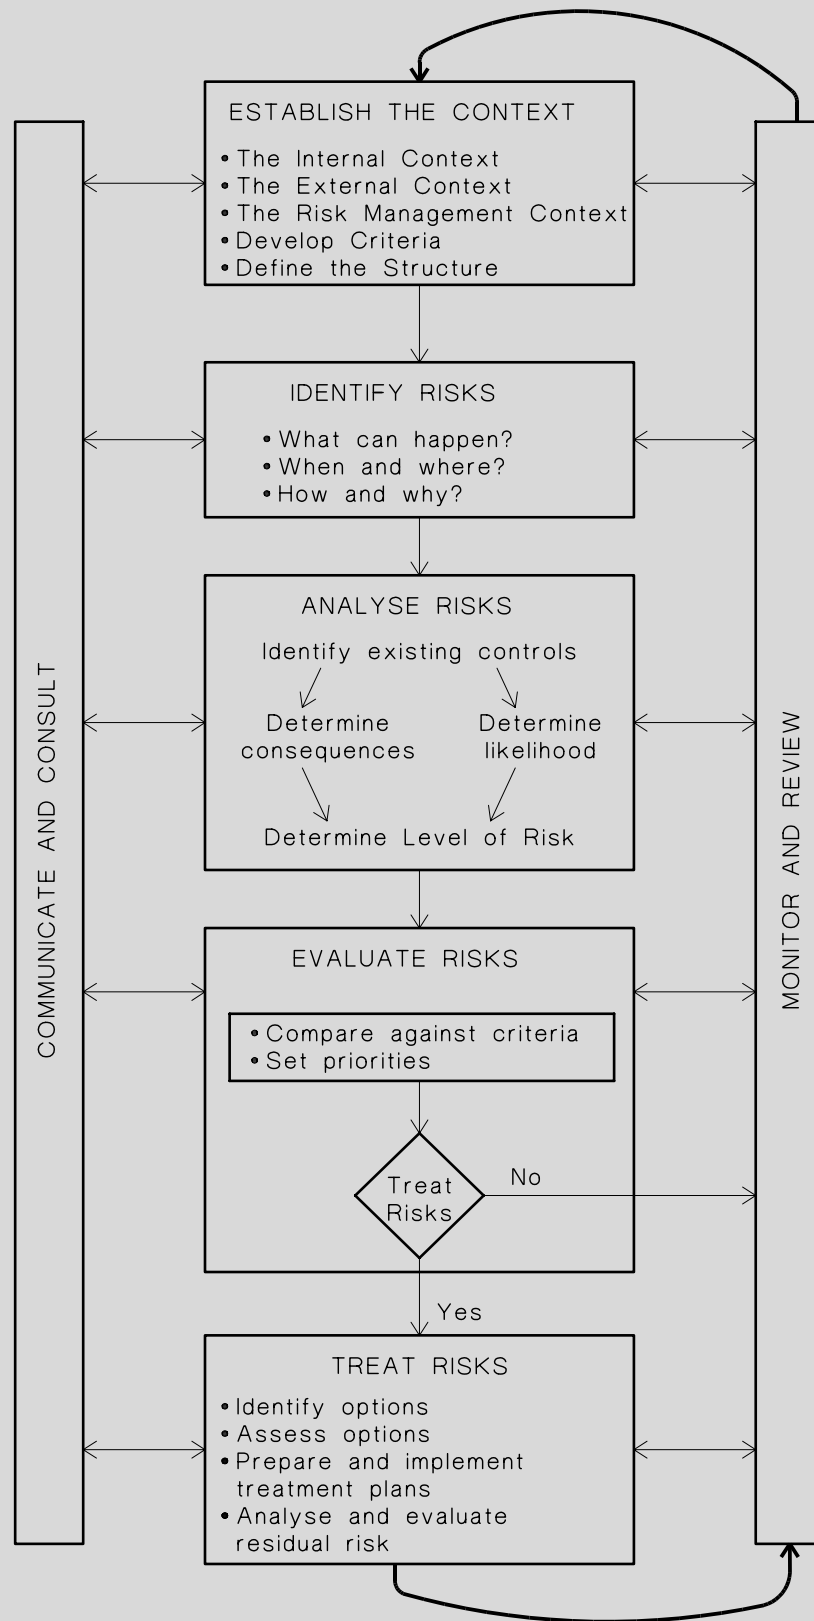 ESTABLISH THE CONTEXT
• The Internal Context
• The External Context
• The Risk Management Context
• Develop Criteria
• Define the Structure
IDENTIFY RISKS
• What can happen?
• When and where?
• How and why?
ANALYSE RISKS
Identify existing controls
Determine
consequences
Determine
likelihood
Determine Level of Risk
EVALUATE RISKS
• Compare against criteria
• Set priorities
Treat
Risks
No
Yes
TREAT RISKS
• Identify options
• Assess options
• Prepare and implement
treatment plans
• Analyse and evaluate
residual risk
COMMUNICATE AND CONSULT
MONITOR AND REVIEW